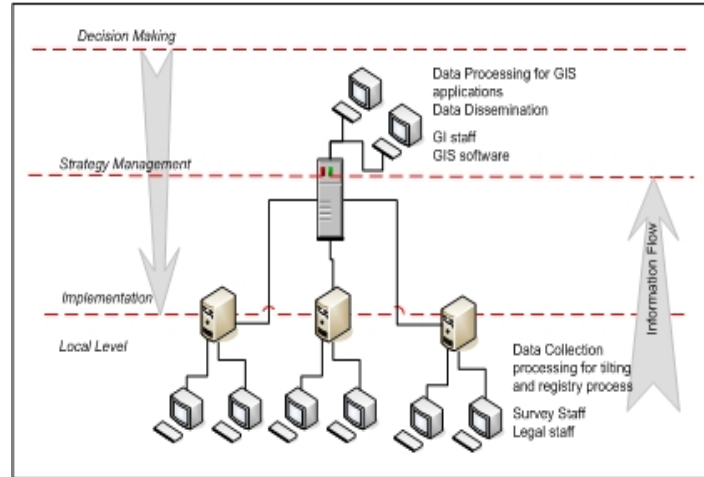 Decision Making
Data Processing for GIS
applications
Data Dissemination
GI staff
GIS software
Strategy Management
Information Flow
Implementation
Local Level
Data Collection
processing for tilting
and registry process
Survey Staff
Legal staff